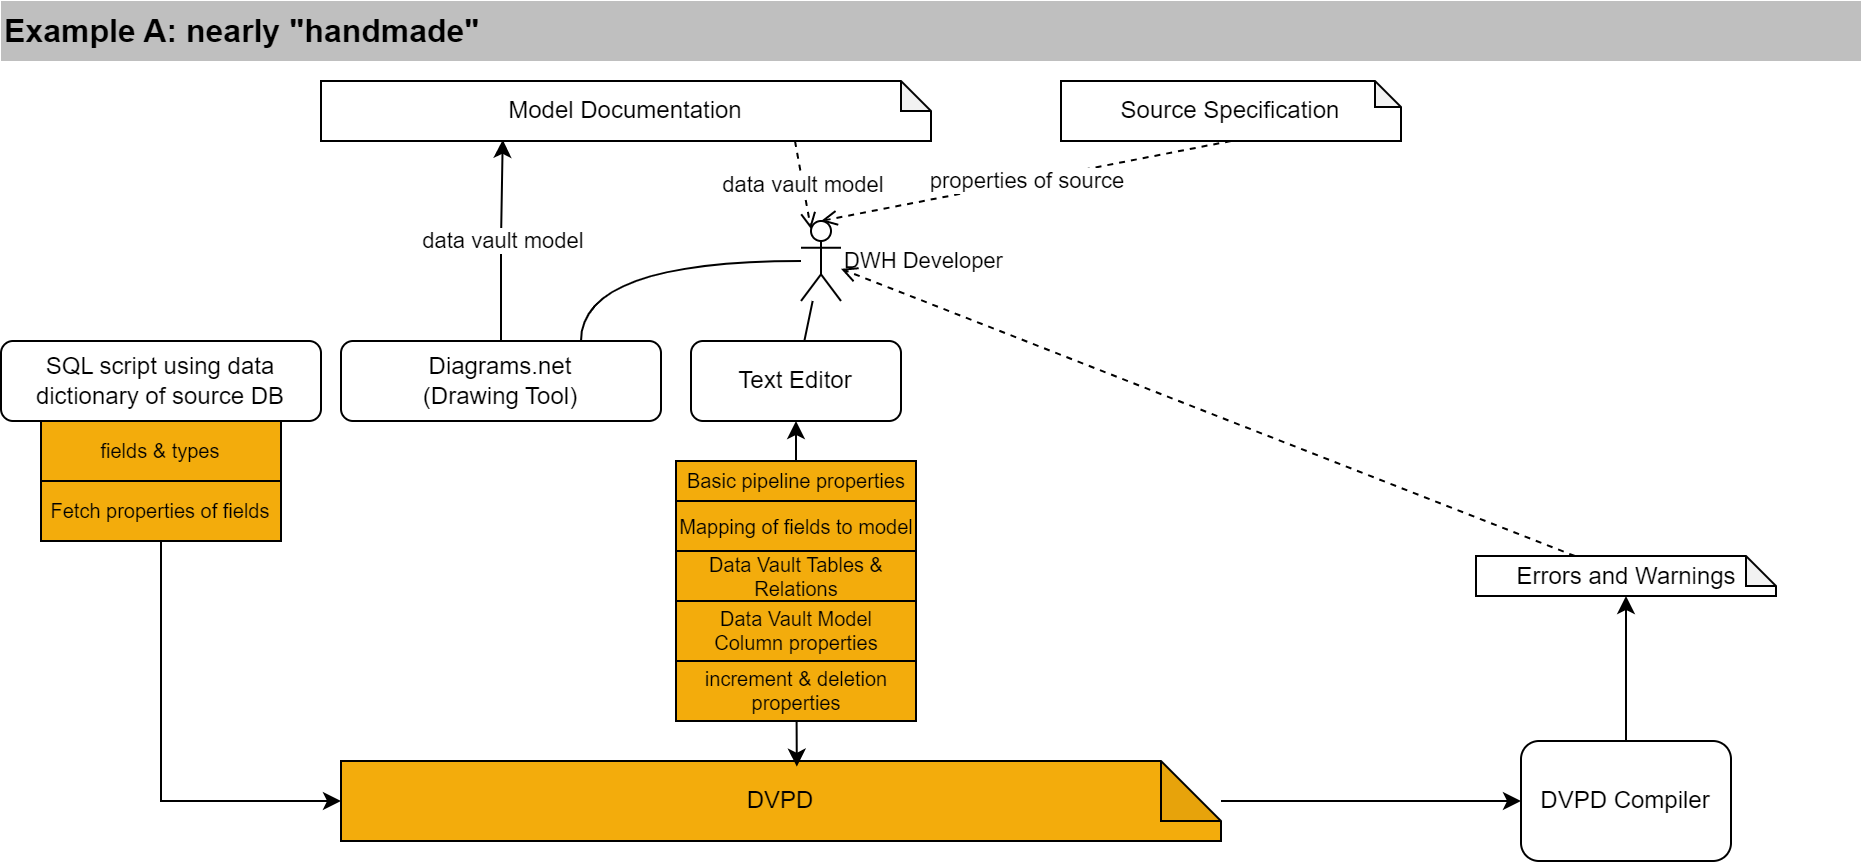 Example A: nearly "handmade"
Model Documentation
Source Specification
data vault model
properties of source
data vault model
DWH Developer
SQL script using data
dictionary of source DB
Diagrams.net
(Drawing Tool)
Text Editor
fields & types
Fetch properties of fields
Basic pipeline properties
Mapping of fields to model
Data Vault Tables &
Relations
Data Vault Model
Column properties
increment & deletion
properties
Errors and Warnings
DVPD
DVPD Compiler